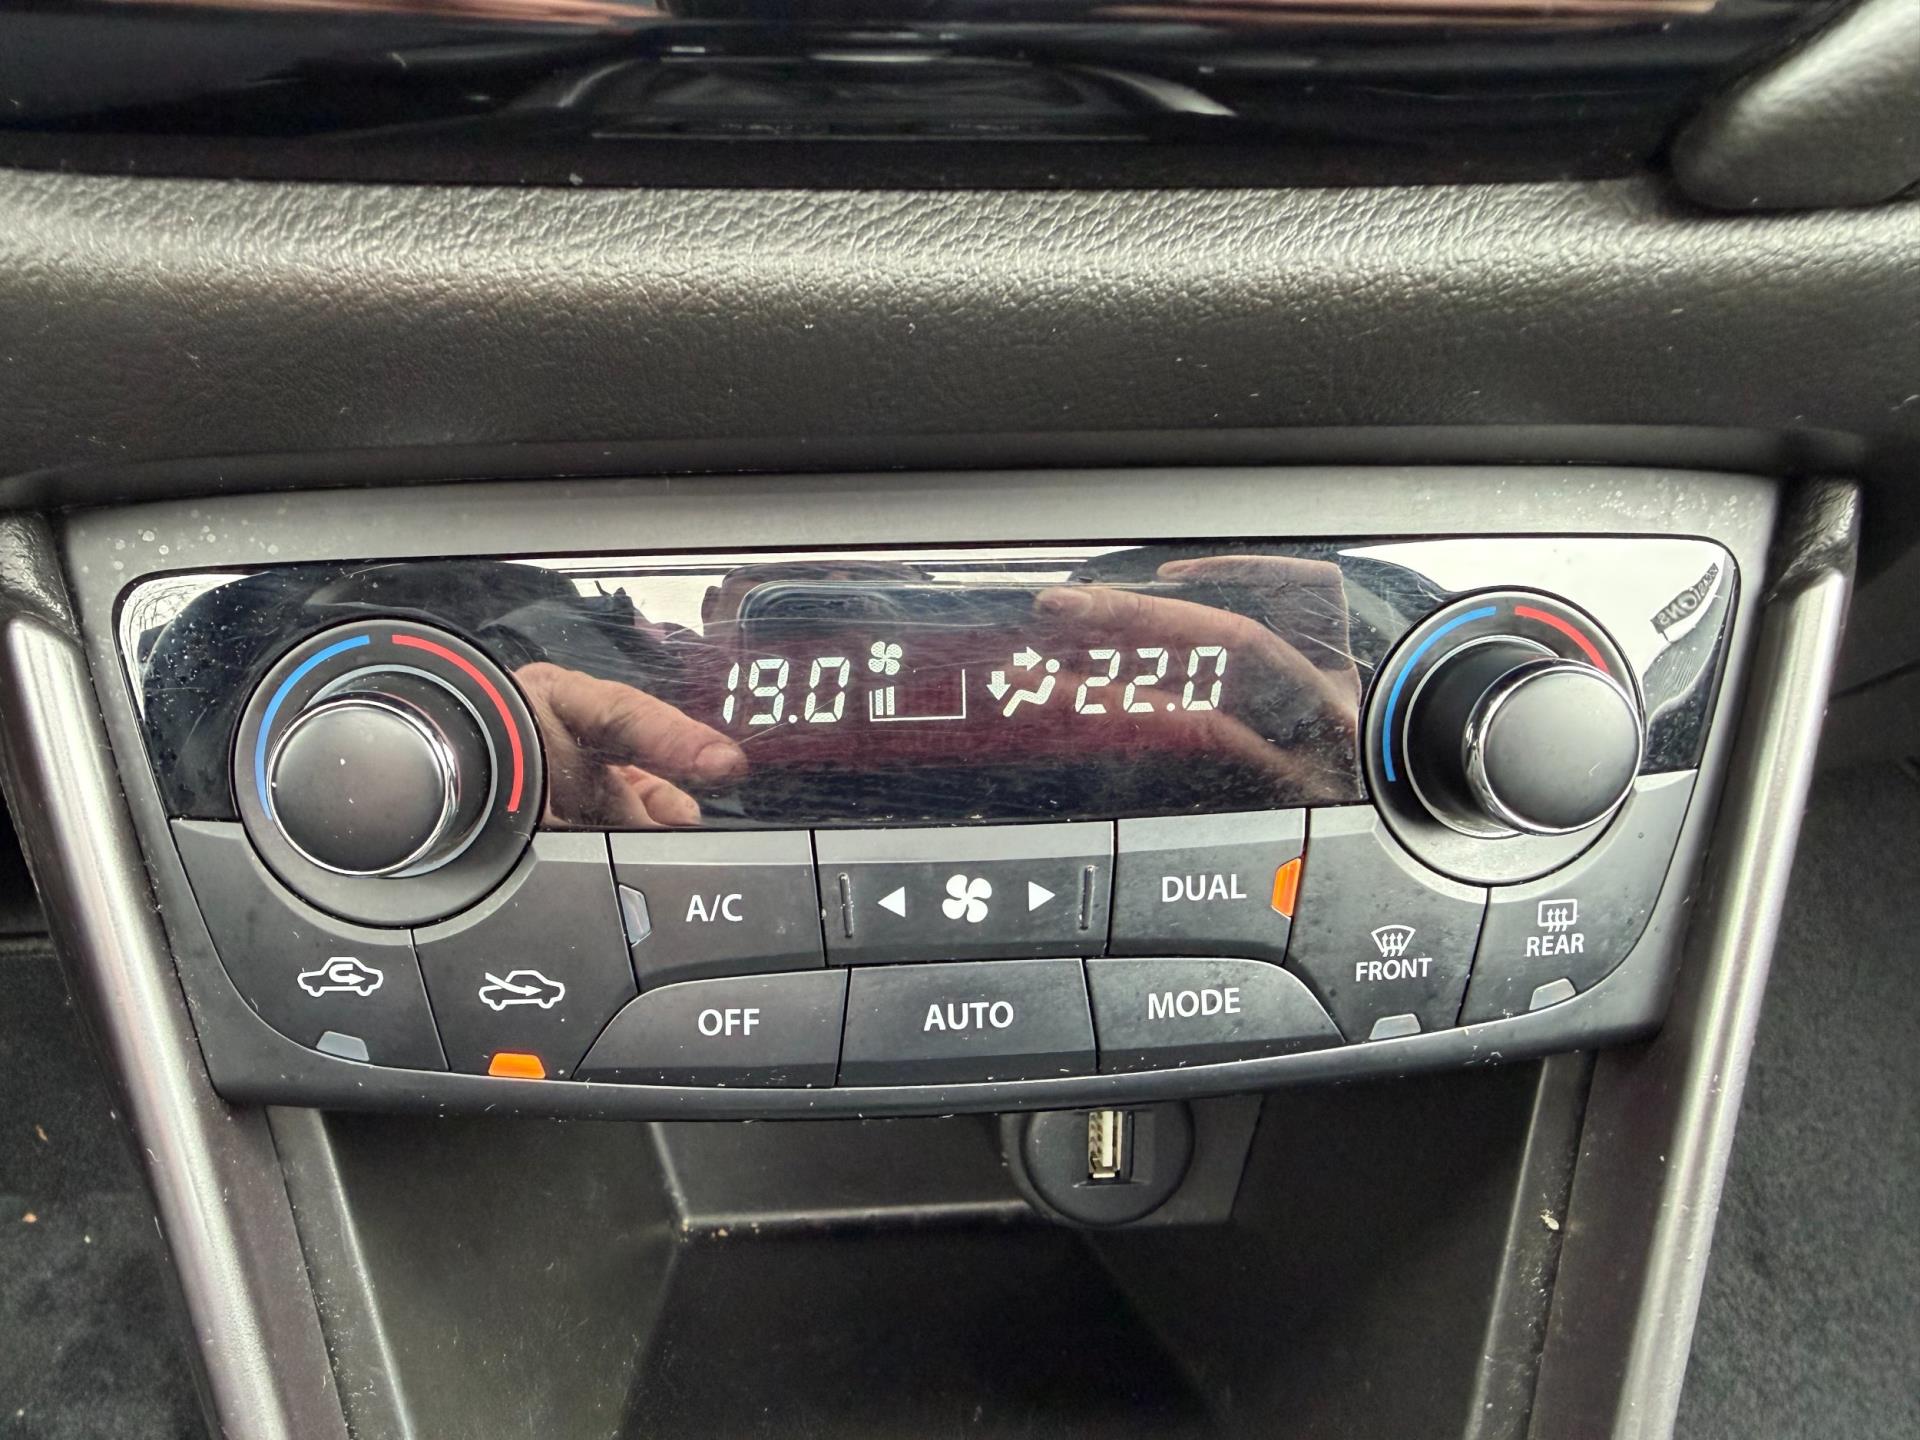 19.0 22.0
A/C DUAL
OFF AUTO MODE FRONT REAR